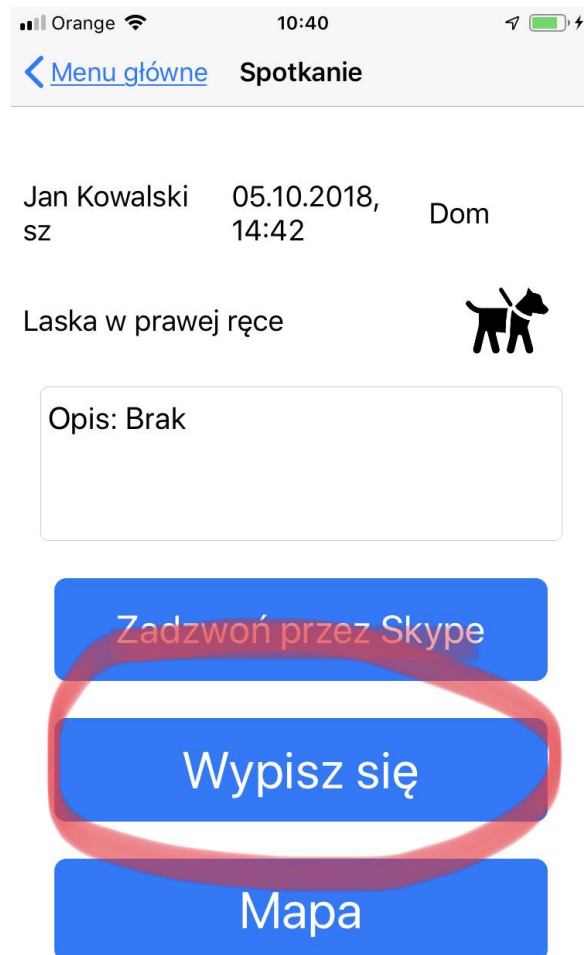 Orange 10:40
Menu główne Spotkanie
Jan Kowalski 05.10.2018, Dom
sz 14:42
Laska w prawej ręce
Opis: Brak
Zadzwoń przez Skype
Wypisz się
Mapa